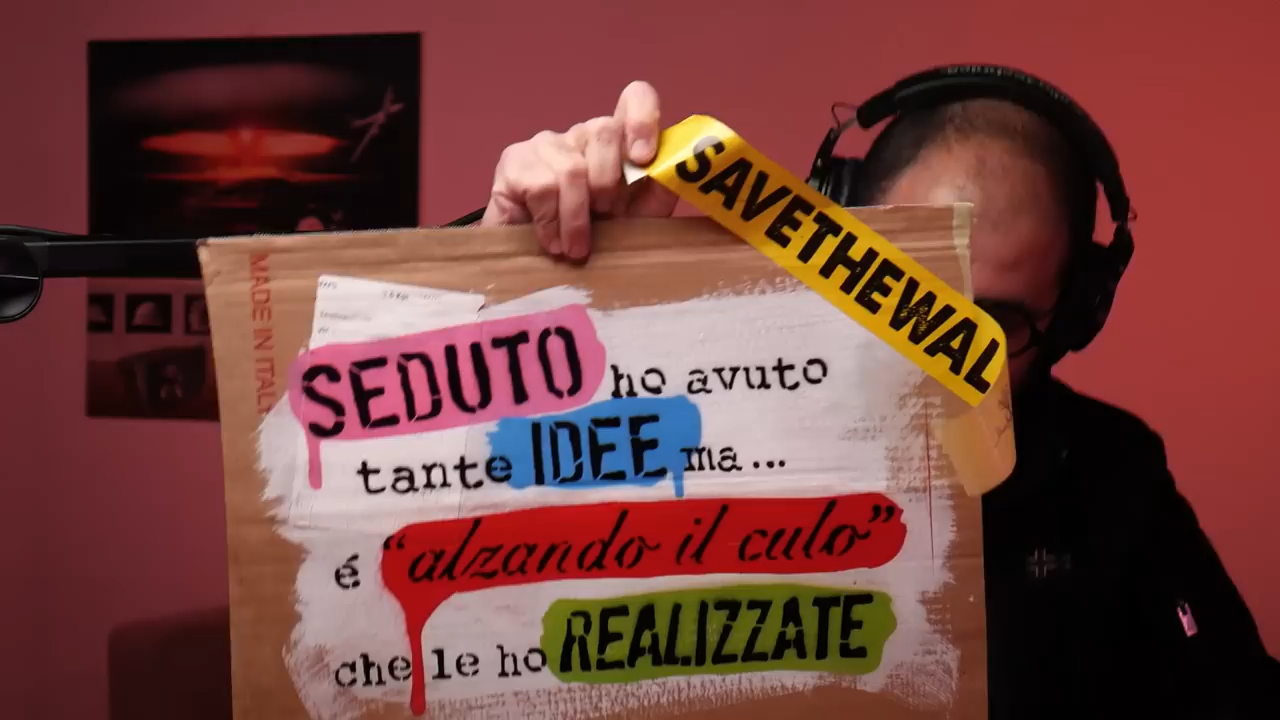 SAVETHEWAL
MADE IN ITAL
SEDUTO ho avuto
tante IDEE ma...
é “alzando il culo”
che le ho REALIZZATE